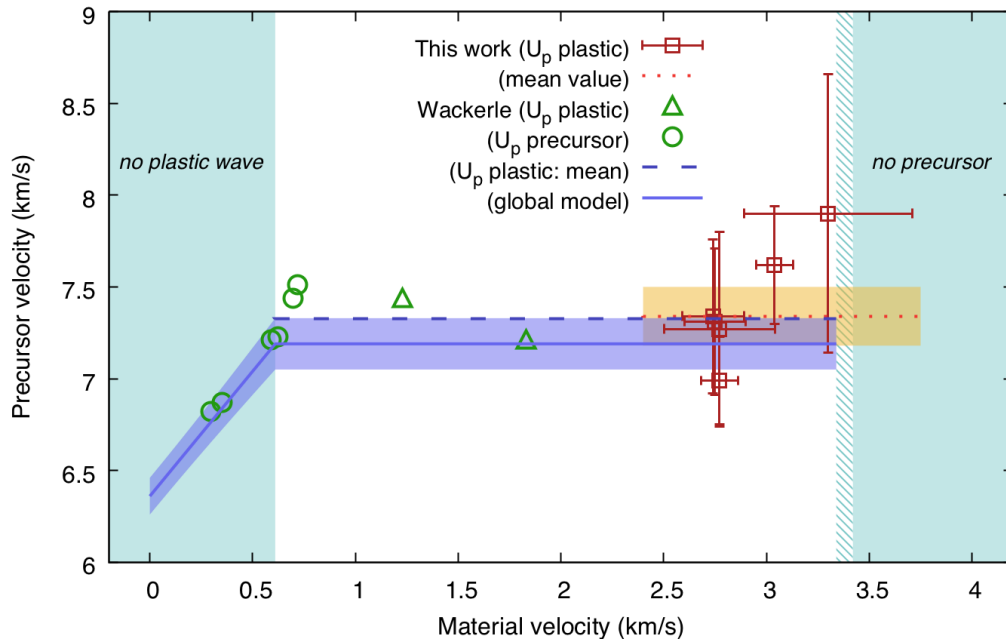 9
8.5
8
7.5
7
6.5
6
Precursor velocity (km/s)
This work (Up plastic)
(mean value)
Wackerle (Up plastic)
(Up precursor)
(Up plastic: mean)
(global model)
no plastic wave
no precursor
0 0.5 1 1.5 2 2.5 3 3.5 4
Material velocity (km/s)